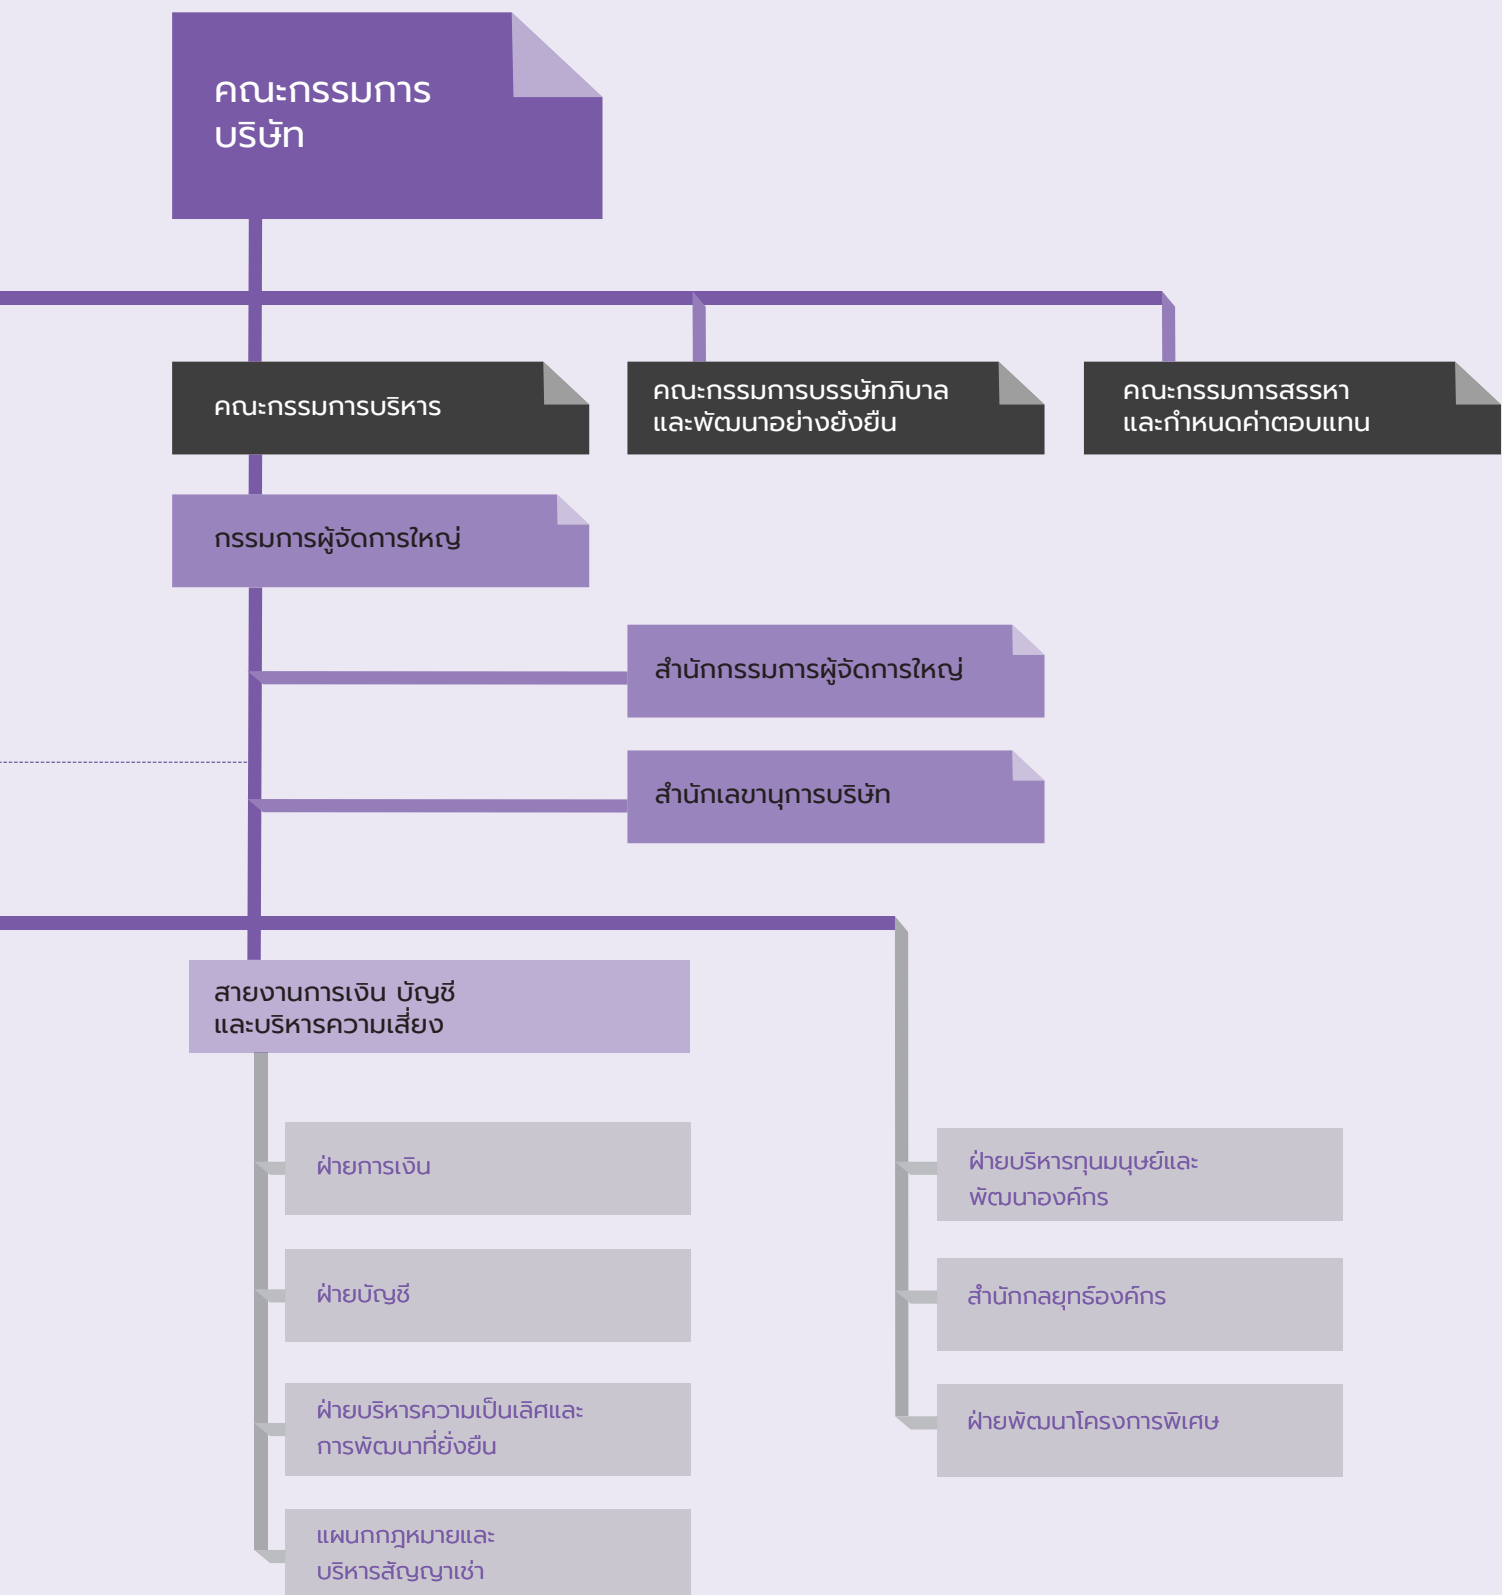 คณะกรรมการ
บริษัท
คณะกรรมการบริหาร
คณะกรรมการบรรษัทภิบาล
และพัฒนาอย่างยั่งยืน
คณะกรรมการสรรหา
และกำหนดค่าตอบแทน
กรรมการผู้จัดการใหญ่
สำนักกรรมการผู้จัดการใหญ่
สำนักเลขานุการบริษัท
สายงานการเงิน บัญชี
และบริหารความเสี่ยง
ฝ่ายการเงิน
ฝ่ายบัญชี
ฝ่ายบริหารความเป็นเลิศและ
การพัฒนาที่ยั่งยืน
แผนกกฎหมายและ
บริหารสัญญาเช่า
ฝ่ายบริหารทุนมนุษย์และ
พัฒนาองค์กร
สำนักกลยุทธ์องค์กร
ฝ่ายพัฒนาโครงการพิเศษ